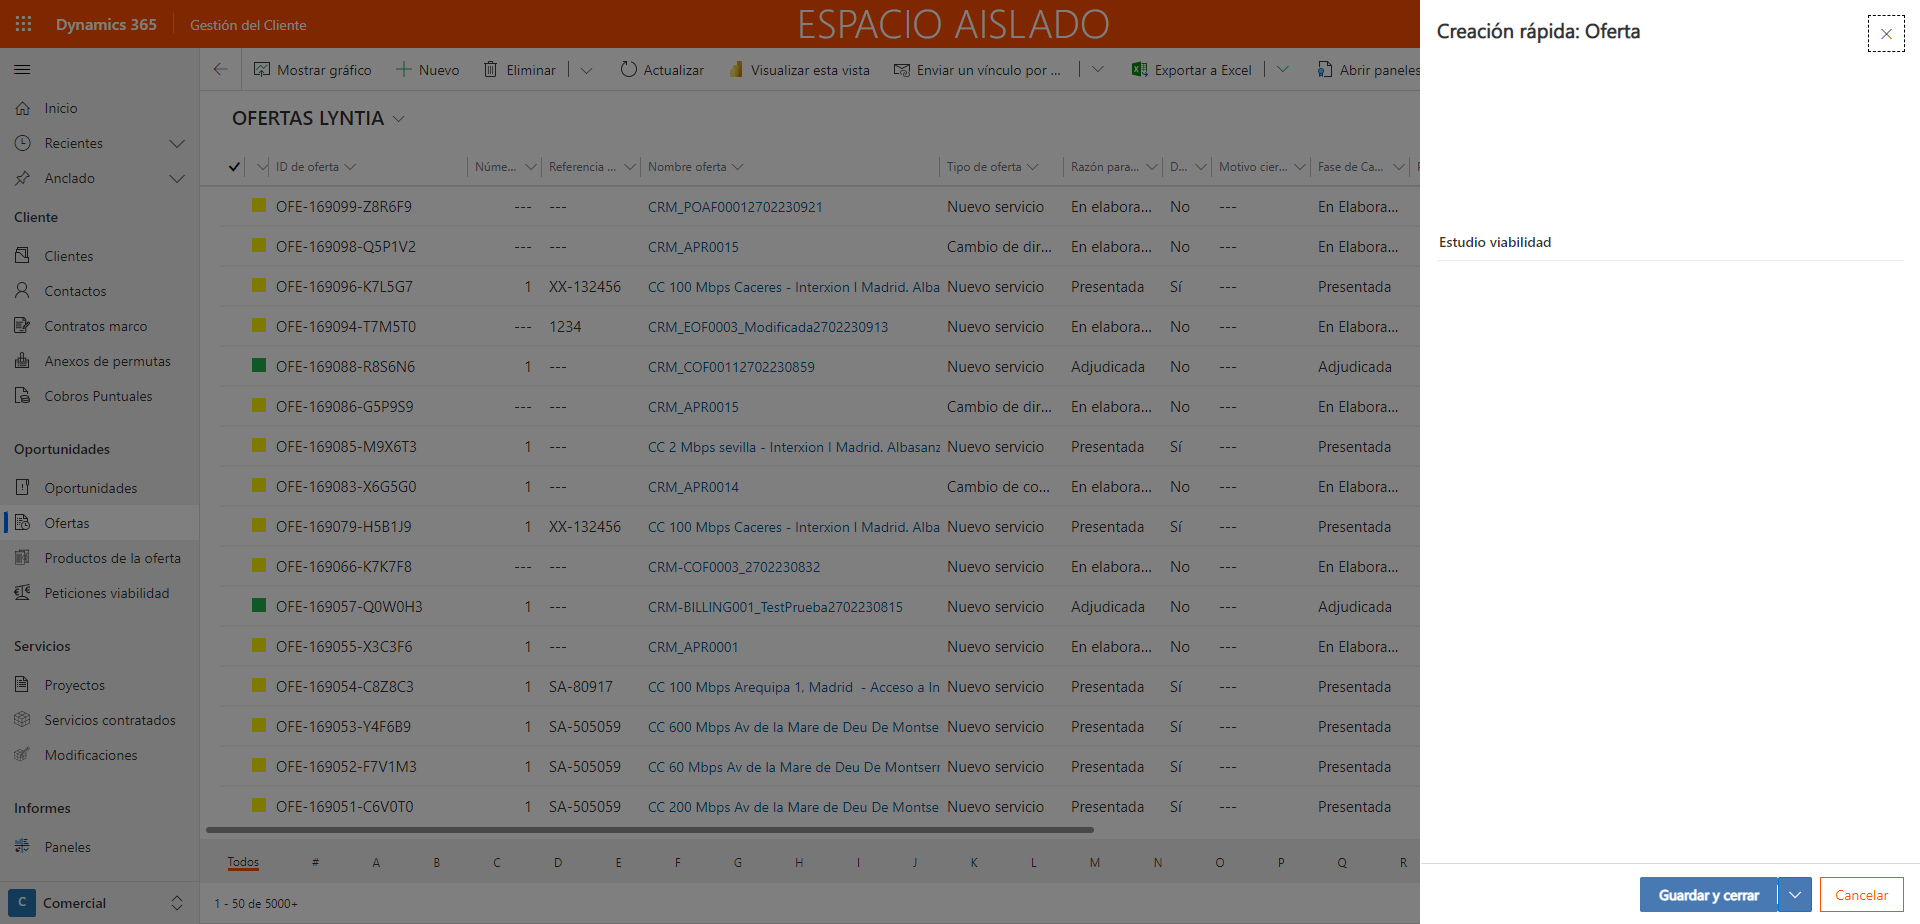 Dynamics 365
Gestión del Cliente
ESPACIO AISLADO
Creación rápida: Oferta
Mostrar gráfico
Nuevo
Eliminar
Actualizar
Visualizar esta vista
Enviar un vínculo por ...
Exportar a Excel
Abrir paneles
Inicio
Recientes
Anclado
Cliente
Clientes
Contactos
Contratos marco
Anexos de permutas
Cobros Puntuales
Oportunidades
Oportunidades
Ofertas
Productos de la oferta
Peticiones viabilidad
Servicios
Proyectos
Servicios contratados
Modificaciones
Informes
Paneles
C Comercial
OFERTAS LYNTIA
ID de oferta Núme... Referencia ... Nombre oferta Tipo de oferta Razón para... D... Motivo cier... Fase de Ca...
OFE-169099-Z8R6F9 --- --- CRM_POAF00012702230921 Nuevo servicio En elabora... No --- En Elabora...
OFE-169098-Q5P1V2 --- --- CRM_APR0015 Cambio de dir... En elabora... No --- En Elabora...
OFE-169096-K7L5G7 1 XX-132456 CC 100 Mbps Caceres - Interxion I Madrid. Alba Nuevo servicio Presentada Sí --- Presentada
OFE-169094-T7M5T0 --- 1234 CRM_EOF0003_Modificada2702230913 Nuevo servicio En elabora... No --- En Elabora...
OFE-169088-R8S6N6 1 --- CRM_COF00112702230859 Nuevo servicio Adjudicada No --- Adjudicada
OFE-169086-G5P9S9 --- --- CRM_APR0015 Cambio de dir... En elabora... No --- En Elabora...
OFE-169085-M9X6T3 1 --- CC 2 Mbps sevilla - Interxion I Madrid. Albasanz Nuevo servicio Presentada Sí --- Presentada
OFE-169083-X6G5G0 1 --- CRM_APR0014 Cambio de co... En elabora... No --- En Elabora...
OFE-169079-H5B1J9 1 XX-132456 CC 100 Mbps Caceres - Interxion I Madrid. Alba Nuevo servicio Presentada Sí --- Presentada
OFE-169066-K7K7F8 --- --- CRM-COF0003_2702230832 Nuevo servicio En elabora... No --- En Elabora...
OFE-169057-Q0W0H3 1 --- CRM-BILLING001_TestPrueba2702230815 Nuevo servicio Adjudicada No --- Adjudicada
OFE-169055-X3C3F6 1 --- CRM_APR0001 Nuevo servicio En elabora... No --- En Elabora...
OFE-169054-C8Z8C3 1 SA-80917 CC 100 Mbps Arequipa 1, Madrid - Acceso a In Nuevo servicio Presentada Sí --- Presentada
OFE-169053-Y4F6B9 1 SA-505059 CC 600 Mbps Av de la Mare de Deu De Montse Nuevo servicio Presentada Sí --- Presentada
OFE-169052-F7V1M3 1 SA-505059 CC 60 Mbps Av de la Mare de Deu De Montserr Nuevo servicio Presentada Sí --- Presentada
OFE-169051-C6V0T0 1 SA-505059 CC 200 Mbps Av de la Mare de Deu De Montse Nuevo servicio Presentada Sí --- Presentada
Todos # A B C D E F G H I J K L M N O P Q R
1 - 50 de 5000+
Estudio viabilidad
Guardar y cerrar
Cancelar